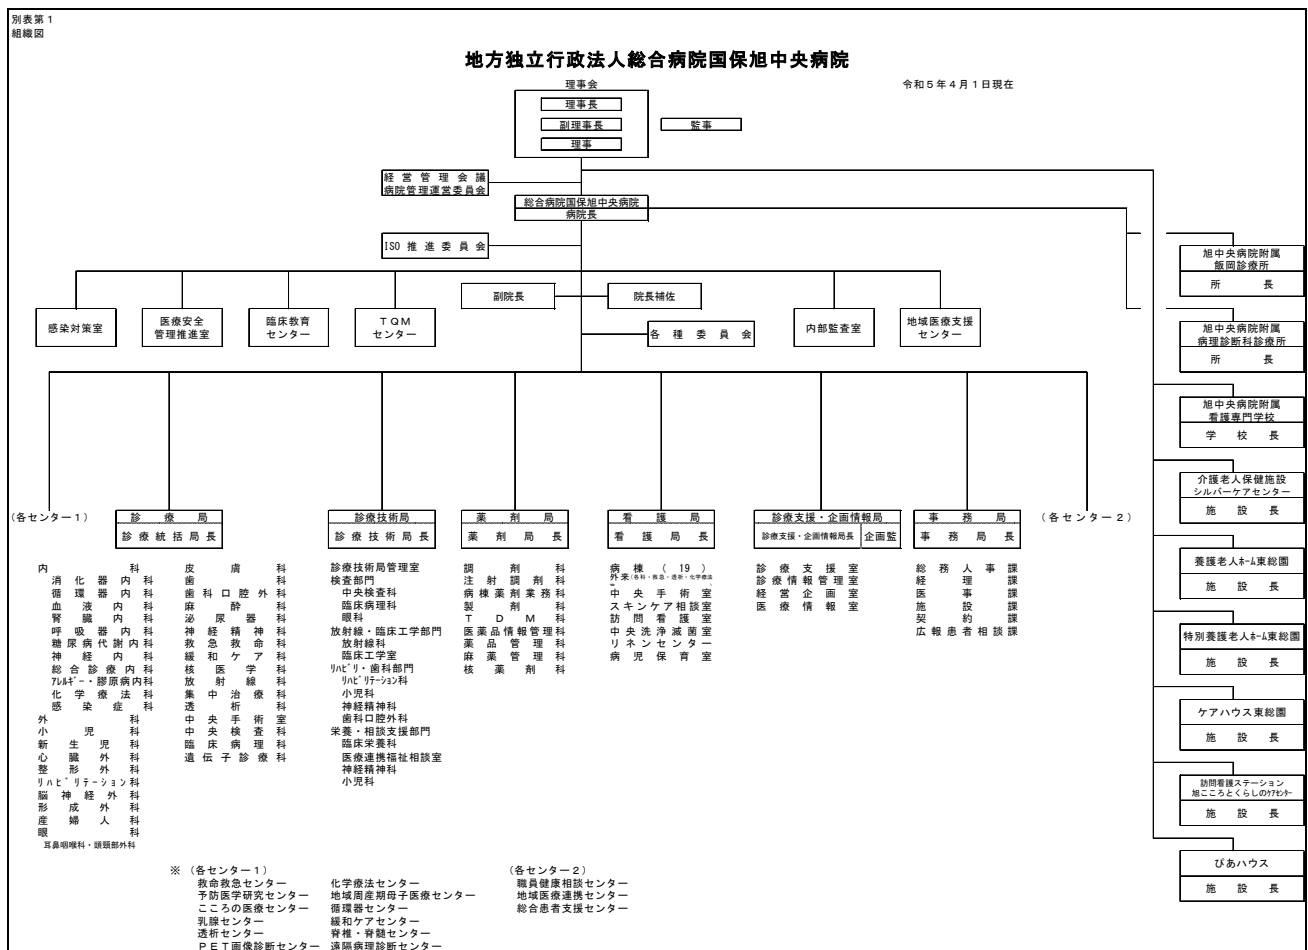 別表第１
組織図
地方独立行政法人総合病院国保旭中央病院
令和５年４月１日現在
理事会
理事長
副理事長
理事
監事
経営管理会議
病院管理運営委員会
総合病院国保旭中央病院
病院長
ISO 推進委員会
副院長
院長補佐
各種委員会
感染対策室
医療安全
管理推進室
臨床教育
センター
ＴＱＭ
センター
内部監査室
地域医療支援
センター
旭中央病院附属
飯岡診療所
所長
旭中央病院附属
病理診断科診療所
所長
旭中央病院附属
看護専門学校
学校長
介護老人保健施設
シルバーケアセンター
施設長
養護老人ﾎｰﾑ東総園
施設長
特別養護老人ﾎｰﾑ東総園
施設長
ケアハウス東総園
施設長
訪問看護ステーション
旭こころとくらしのｹｱｾﾝﾀｰ
施設長
ぴあハウス
施設長
(各センター１)
診療局
診療統括局長
内科
消化器内科
循環器内科
血液内科
腎臓内科
呼吸器内科
糖尿病代謝内科
神経内科
総合診療内科
ｱﾚﾙｷﾞｰ・膠原病内科
化学療法科
感染症科
外科
小児科
新生児科
心臓外科
整形外科
ﾘﾊﾋﾞﾘﾃｰｼｮﾝ科
脳神経外科
形成外科
産婦人科
眼科
耳鼻咽喉科・頭頸部外科
皮膚科
歯科
歯科口腔外科
麻酔科
泌尿器科
神経精神科
救急救命科
緩和ケア科
核医学科
放射線科
集中治療科
透析科
中央手術室
中央検査科
臨床病理科
遺伝子診療科
診療技術局
診療技術局長
診療技術局管理室
検査部門
中央検査科
臨床病理科
眼科
放射線・臨床工学部門
放射線科
臨床工学室
ﾘﾊﾋﾞﾘ・歯科部門
ﾘﾊﾋﾞﾘﾃｰｼｮﾝ科
小児科
神経精神科
歯科口腔外科
栄養・相談支援部門
臨床栄養科
医療連携福祉相談室
神経精神科
小児科
薬剤局
薬剤局長
調剤科
注射調剤科
病棟薬剤業務科
製剤科
ＴＤＭ科
医薬品情報管理科
薬品管理科
麻薬管理科
核薬剤科
看護局
看護局長
病棟（19）
外来(各科・救急・透析・化学療法
中央手術室
スキンケア相談室
訪問看護室
中央洗浄滅菌室
リネンセンター
病児保育室
診療支援・企画情報局
診療支援・企画情報局長
企画監
診療支援室
診療情報管理室
経営企画室
医療情報室
事務局
事務局長
総務人事課
経理課
医事課
施設課
契約課
広報患者相談課
(各センター２)
※（各センター１）
救命救急センター
予防医学研究センター
こころの医療センター
乳腺センター
透析センター
ＰＥＴ画像診断センター
化学療法センター
地域周産期母子医療センター
循環器センター
緩和ケアセンター
脊椎・脊髄センター
遠隔病理診断センター
(各センター２)
職員健康相談センター
地域医療連携センター
総合患者支援センター